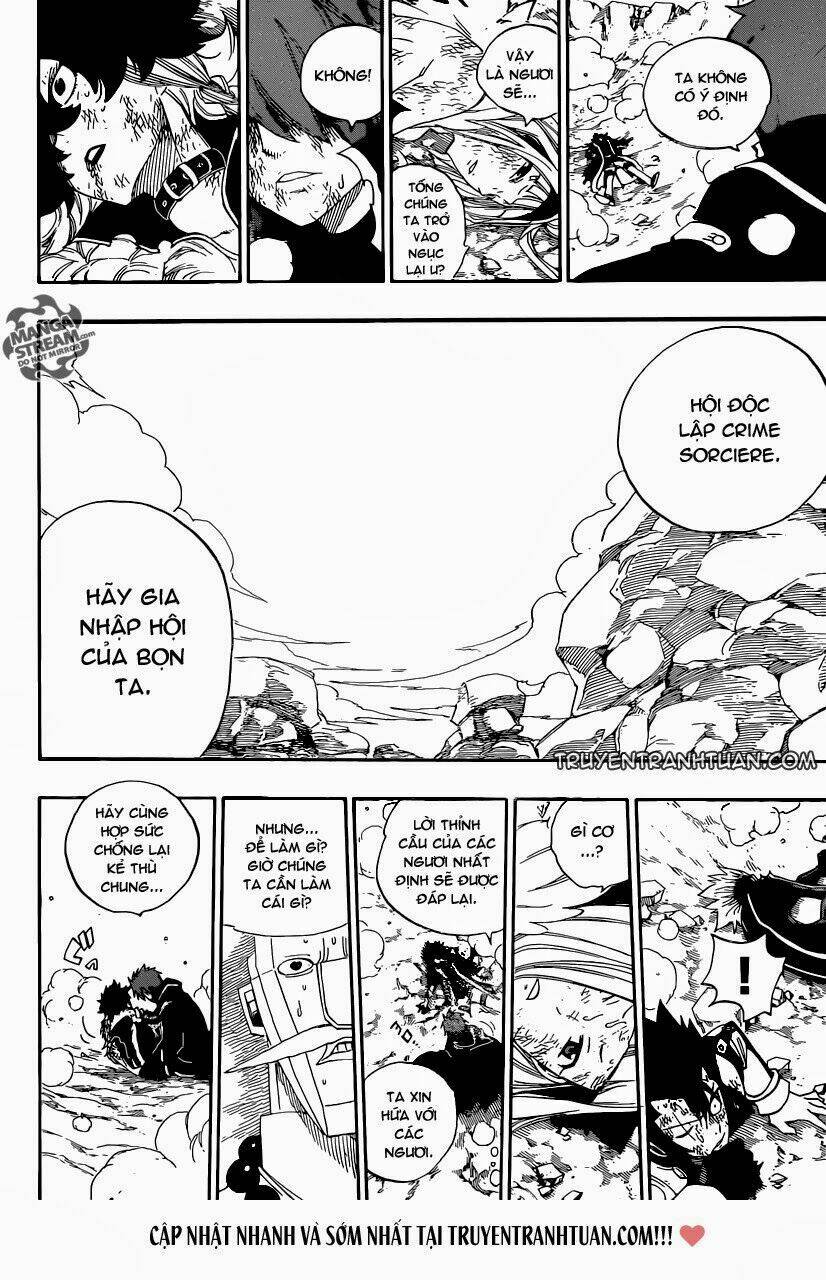 TA KHÔNG
CÓ Ý ĐỊNH
ĐÓ.
VẬY
LÀ NGƯƠI
SẼ...
TỐNG
CHÚNG
TA TRỞ
VÀO
NGỤC
LẠI Ư?
KHÔNG!
MANGA
STREAM.com
DO NOT MIRROR!
HỘI ĐỘC
LẬP CRIME
SORCIERE.
HÃY GIA
NHẬP HỘI
CỦA BỌN
TA.
TRUYENTRANHTUAN.COM
!
GÌ CƠ
...?
LỜI THỈNH
CẦU CỦA CÁC
NGƯƠI NHẤT
ĐỊNH SẼ ĐƯỢC
ĐÁP LẠI.
TA XIN
HỨA VỚI
CÁC
NGƯƠI.
NHƯNG...
ĐỂ LÀM GÌ?
GIỜ CHÚNG
TA CẦN LÀM
CÁI GÌ?
HÃY CÙNG
HỢP SỨC
CHỐNG LẠI
KẺ THÙ
CHUNG...
CẬP NHẬT NHANH VÀ SỚM NHẤT TẠI TRUYENTRANHTUAN.COM!!!